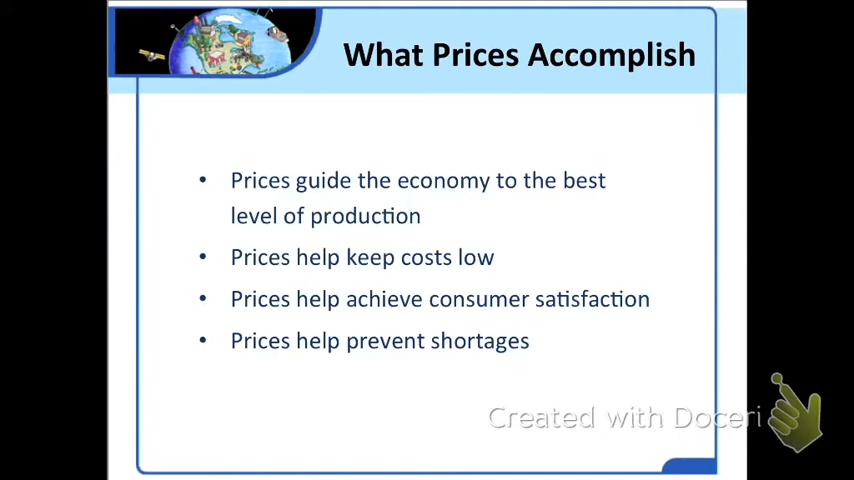 What Prices Accomplish
• Prices guide the economy to the best
level of production
• Prices help keep costs low
• Prices help achieve consumer satisfaction
• Prices help prevent shortages
Created with Doceri